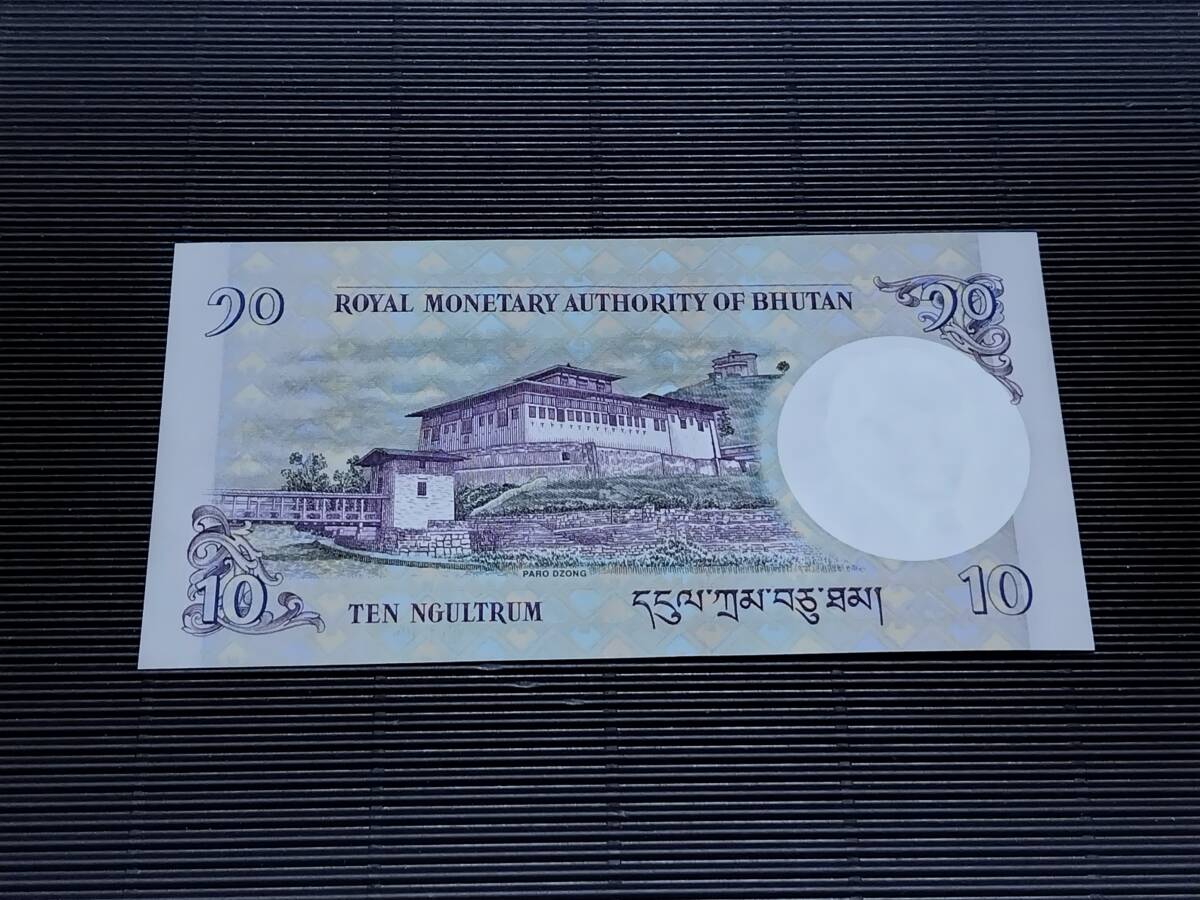 ༡༠ ROYAL MONETARY AUTHORITY OF BHUTAN ༡༠
PARO DZONG
10 TEN NGULTRUM དངུལ་ཀྲམ་བཅུ་ཐམ། 10